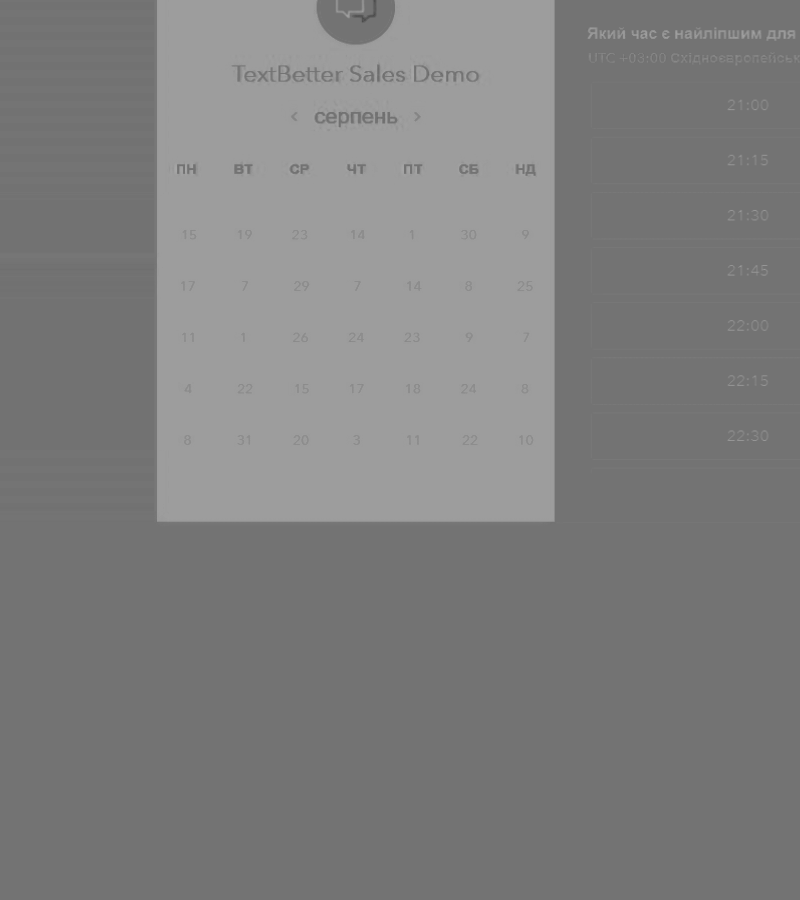 TextBetter Sales Demo
‹ серпень ›
ПН ВТ СР ЧТ ПТ СБ НД
15 19 23 14 1 30 9
17 7 29 7 14 8 25
11 1 26 24 23 9 7
4 22 15 17 18 24 8
8 31 20 3 11 22 10
Який час є найліпшим для
UTC +03:00 Східноєвропейськ
21:00
21:15
21:30
21:45
22:00
22:15
22:30